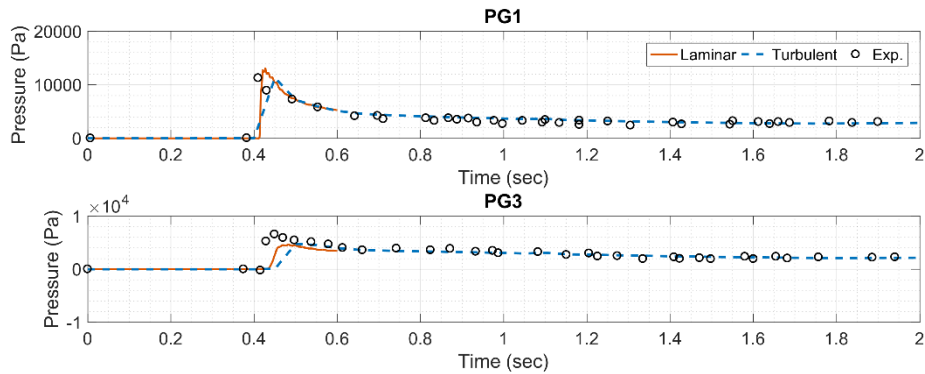 PG1
Pressure (Pa)
20000
10000
0
Laminar Turbulent Exp.
0 0.2 0.4 0.6 0.8 1 1.2 1.4 1.6 1.8 2
Time (sec)
PG3
Pressure (Pa)
× 10^4
1
0
-1
0 0.2 0.4 0.6 0.8 1 1.2 1.4 1.6 1.8 2
Time (sec)